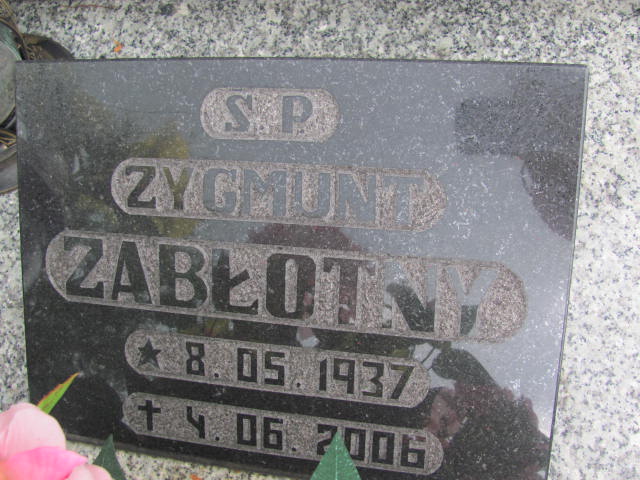 S.P.
ZYGMUNT
ZABŁOTNY
★ 8.05.1937
✝ 4.06.2006